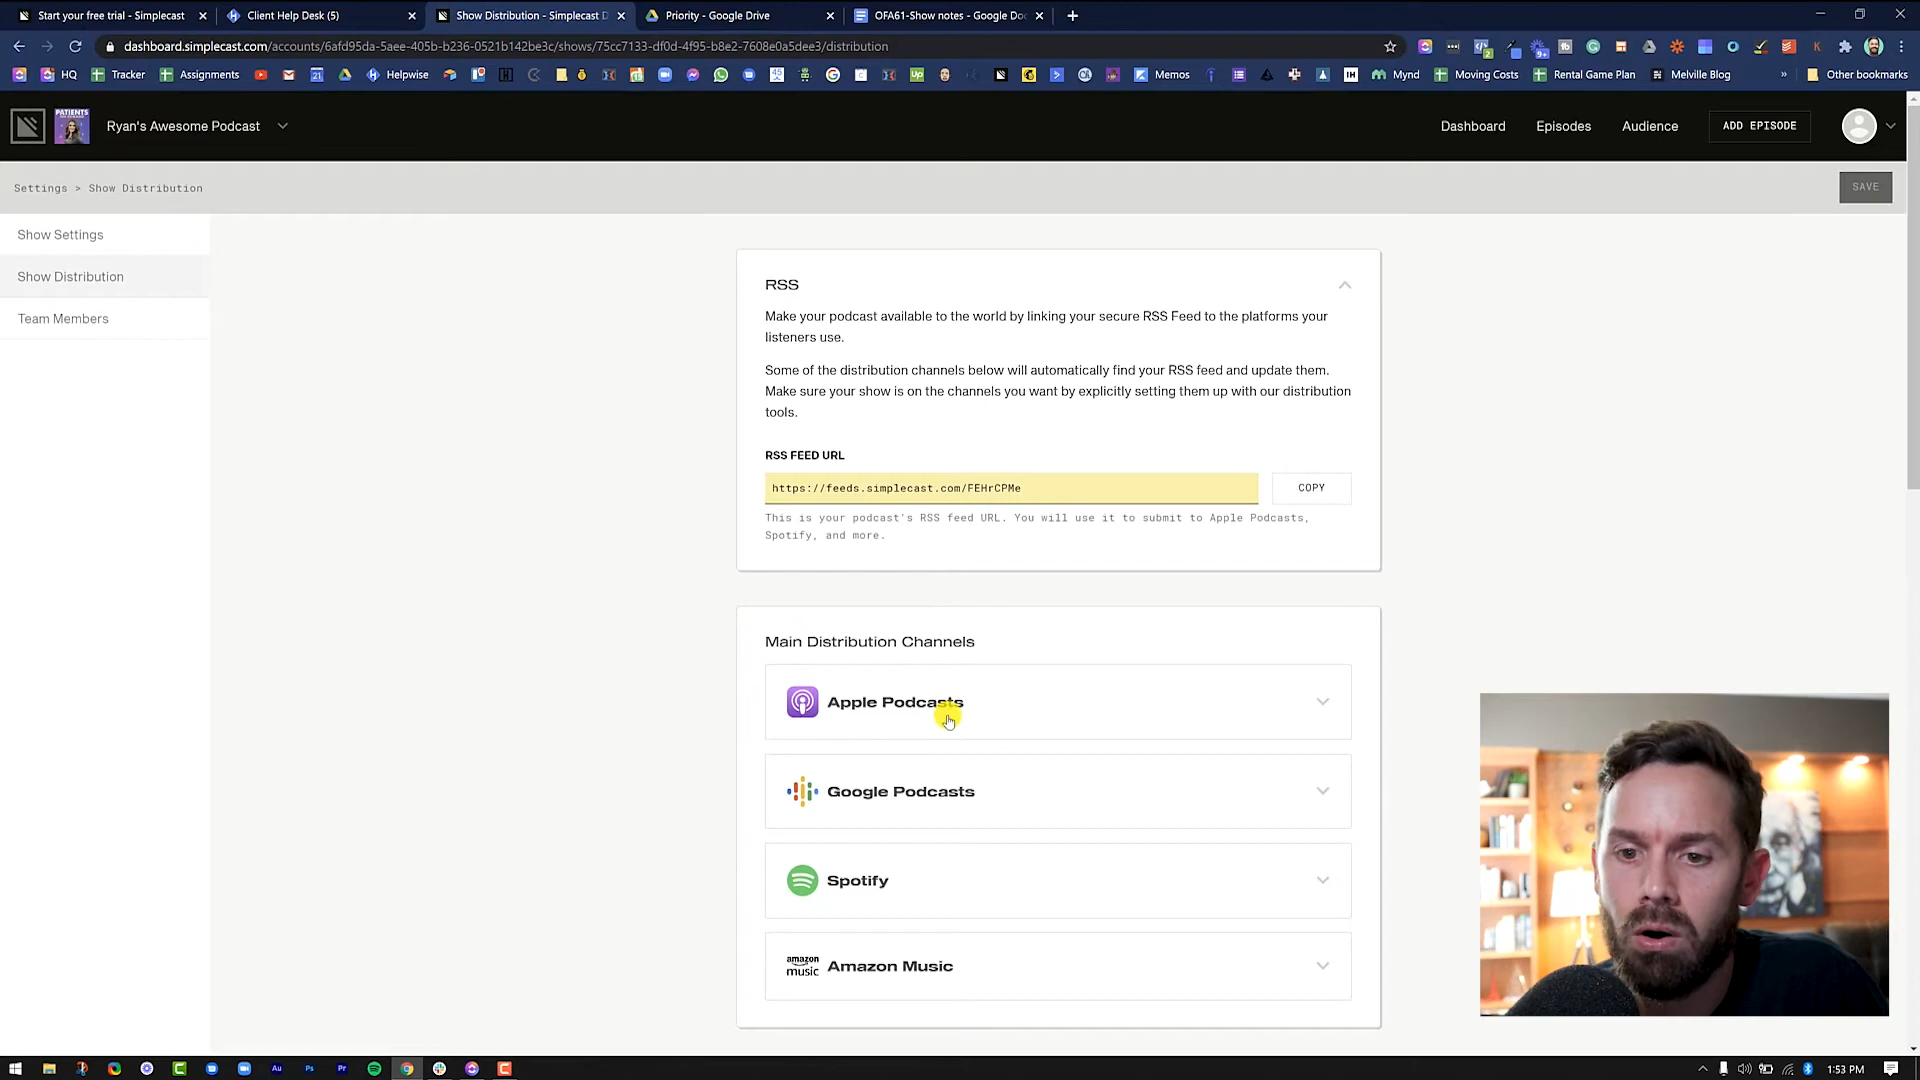 Start your free trial - Simplecast
Client Help Desk (5)
Show Distribution - Simplecast D
Priority - Google Drive
OFA61-Show notes - Google Doc
dashboard.simplecast.com/accounts/6afd95da-5aee-405b-b236-0521b142be3c/shows/75cc7133-df0d-4f95-b8e2-7608e0a5dee3/distribution
HQ
Tracker
Assignments
Helpwise
Memos
Mynd
Moving Costs
Rental Game Plan
Melville Blog
»
Other bookmarks
PATIENTS
Ryan's Awesome Podcast
Dashboard
Episodes
Audience
ADD EPISODE
Settings > Show Distribution
SAVE
Show Settings
Show Distribution
Team Members
RSS
Make your podcast available to the world by linking your secure RSS Feed to the platforms your
listeners use.
Some of the distribution channels below will automatically find your RSS feed and update them.
Make sure your show is on the channels you want by explicitly setting them up with our distribution
tools.
RSS FEED URL
https://feeds.simplecast.com/FEHrCPMe
COPY
This is your podcast's RSS feed URL. You will use it to submit to Apple Podcasts,
Spotify, and more.
Main Distribution Channels
Apple Podcasts
Google Podcasts
Spotify
amazon
music
Amazon Music
1:53 PM